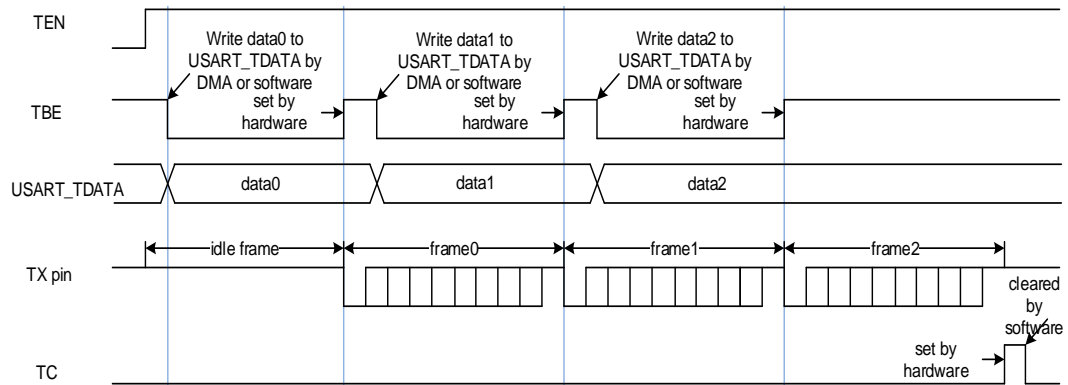 TEN
Write data0 to
USART_TDATA by
DMA or software
set by
hardware
Write data1 to
USART_TDATA by
DMA or software
set by
hardware
Write data2 to
USART_TDATA by
DMA or software
set by
hardware
TBE
USART_TDATA
data0
data1
data2
idle frame
frame0
frame1
frame2
TX pin
cleared
by
software
set by
hardware
TC